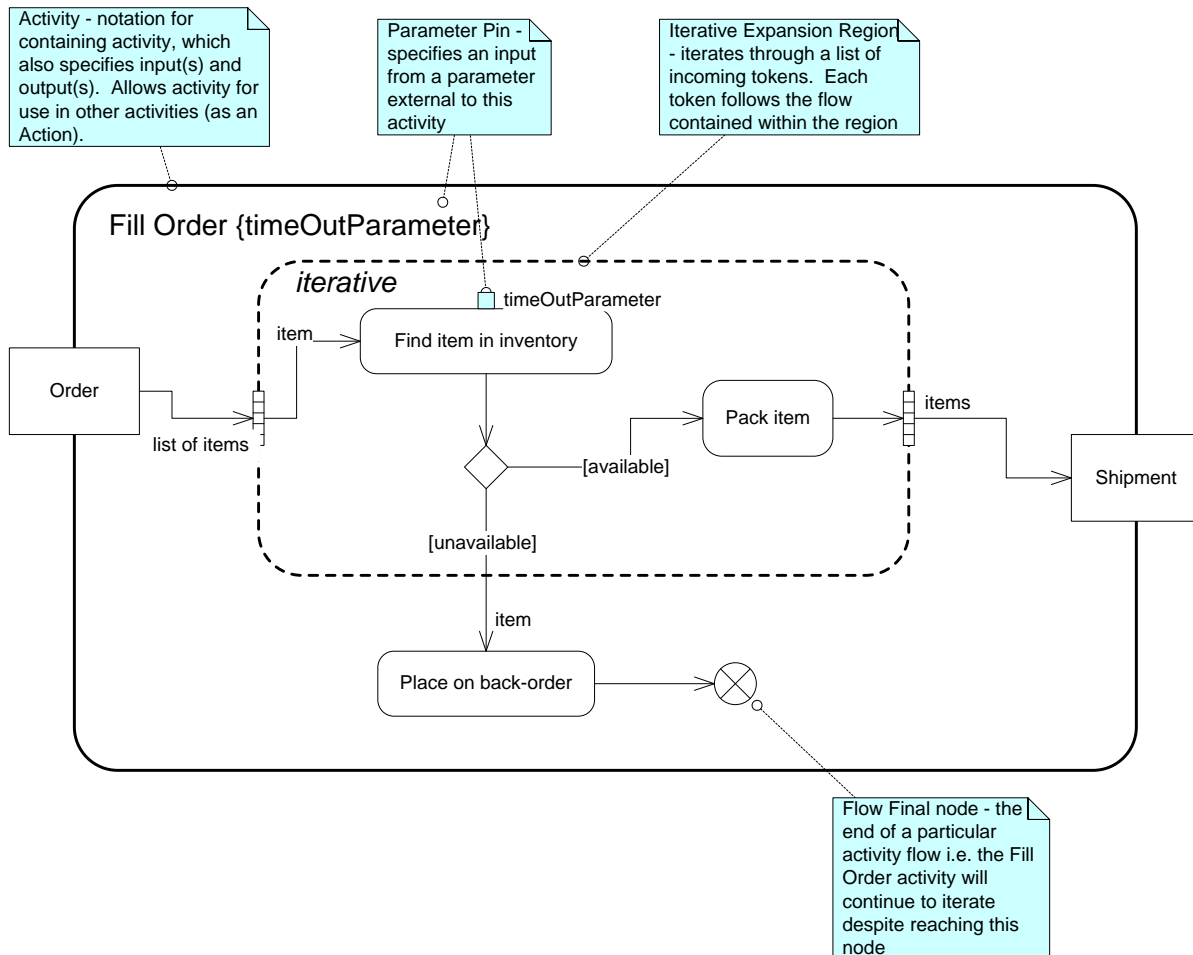 Activity - notation for
containing activity, which
also specifies input(s) and
output(s).  Allows activity for
use in other activities (as an
Action).
Parameter Pin -
specifies an input
from a parameter
external to this
activity
Iterative Expansion Region
- iterates through a list of
incoming tokens.  Each
token follows the flow
contained within the region
Fill Order {timeOutParameter}
iterative
timeOutParameter
item
Find item in inventory
Order
list of items
Pack item
items
[available]
Shipment
[unavailable]
item
Place on back-order
Flow Final node - the
end of a particular
activity flow i.e. the Fill
Order activity will
continue to iterate
despite reaching this
node